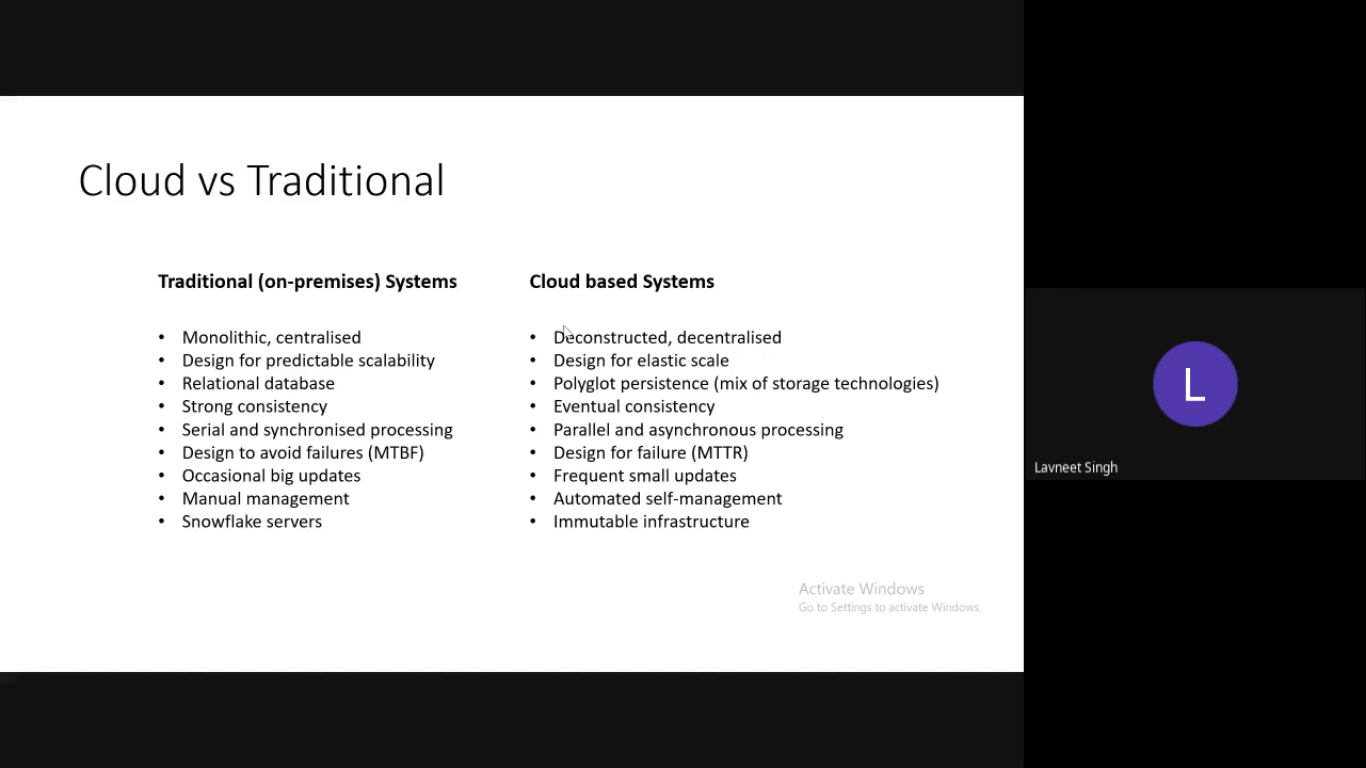 Cloud vs Traditional
Traditional (on-premises) Systems
• Monolithic, centralised
• Design for predictable scalability
• Relational database
• Strong consistency
• Serial and synchronised processing
• Design to avoid failures (MTBF)
• Occasional big updates
• Manual management
• Snowflake servers
Cloud based Systems
• Deconstructed, decentralised
• Design for elastic scale
• Polyglot persistence (mix of storage technologies)
• Eventual consistency
• Parallel and asynchronous processing
• Design for failure (MTTR)
• Frequent small updates
• Automated self-management
• Immutable infrastructure
Activate Windows
Go to Settings to activate Windows.
L
Lavneet Singh